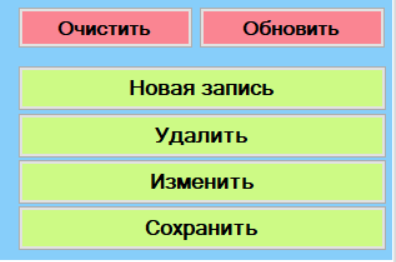 Очистить Обновить
Новая запись
Удалить
Изменить
Сохранить